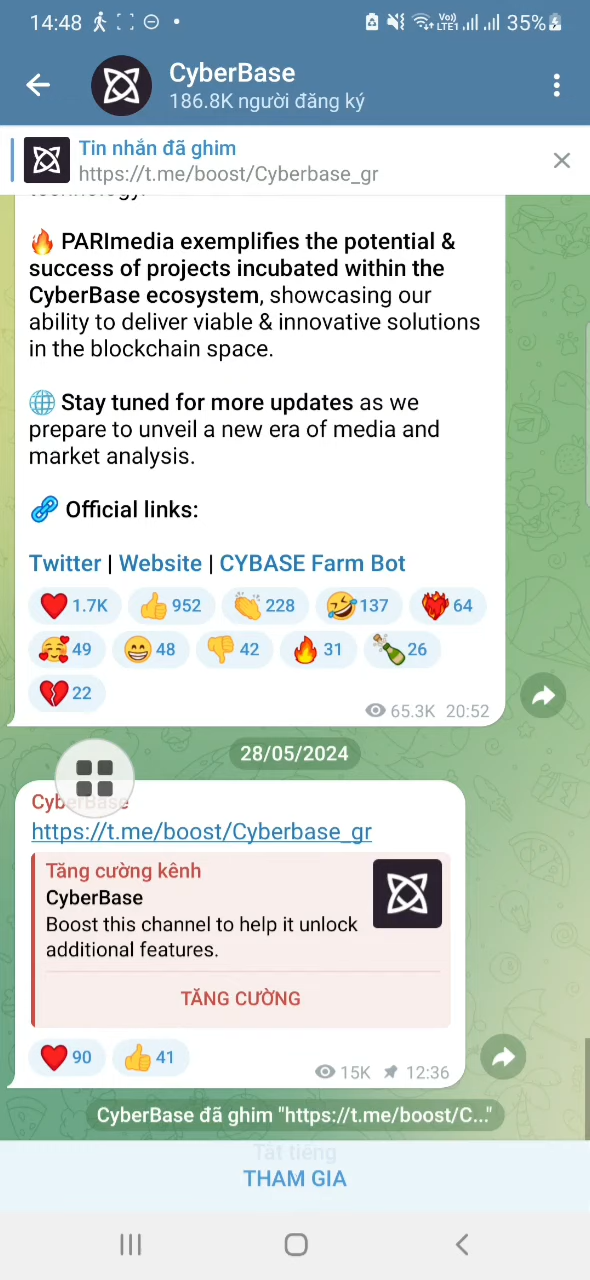 14:48
Vo))
LTE1
35%
CyberBase
186.8K người đăng ký
Tin nhắn đã ghim
https://t.me/boost/Cyberbase_gr
technology.
🔥 PARImedia exemplifies the potential &
success of projects incubated within the
CyberBase ecosystem, showcasing our
ability to deliver viable & innovative solutions
in the blockchain space.
🌐 Stay tuned for more updates as we
prepare to unveil a new era of media and
market analysis.
🔗 Official links:
Twitter | Website | CYBASE Farm Bot
❤️ 1.7K 👍 952 👏 228 🤣 137 ❤️‍🔥 64
🥰 49 😁 48 👎 42 🔥 31 🍾 26
💔 22
65.3K 20:52
28/05/2024
CyberBase
https://t.me/boost/Cyberbase_gr
Tăng cường kênh
CyberBase
Boost this channel to help it unlock
additional features.
TĂNG CƯỜNG
❤️ 90 👍 41
15K 12:36
CyberBase đã ghim "https://t.me/boost/C..."
Tắt tiếng
THAM GIA